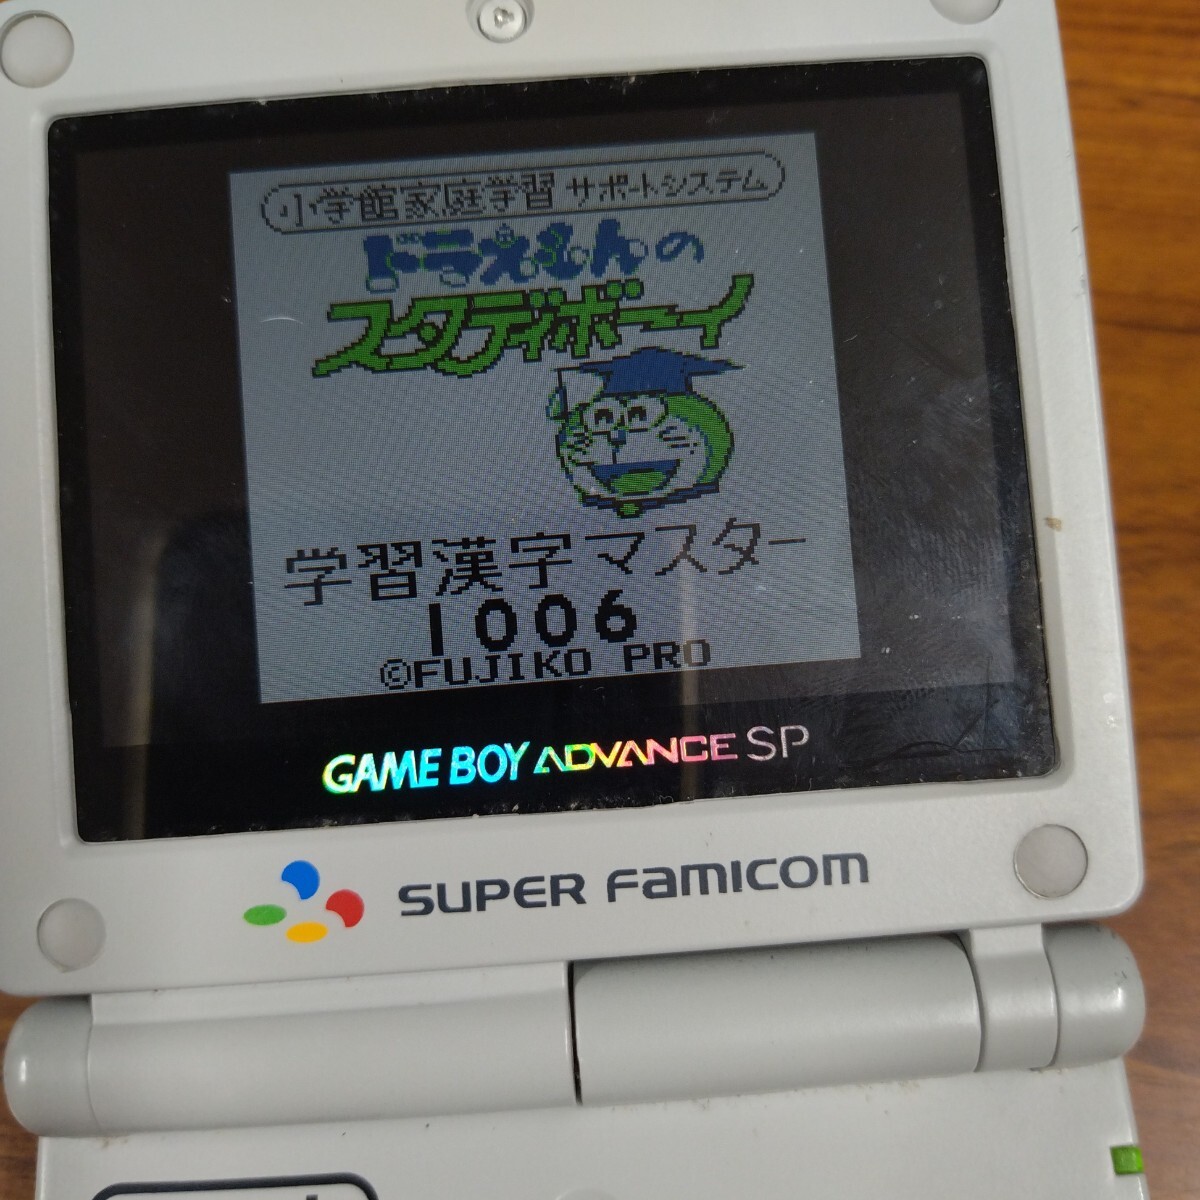 小学館家庭学習サポートシステム
ドラえもんの
スタディボーイ
学習漢字マスター
1006
©FUJIKO PRO
GAME BOY ADVANCE SP
SUPER FAMICOM